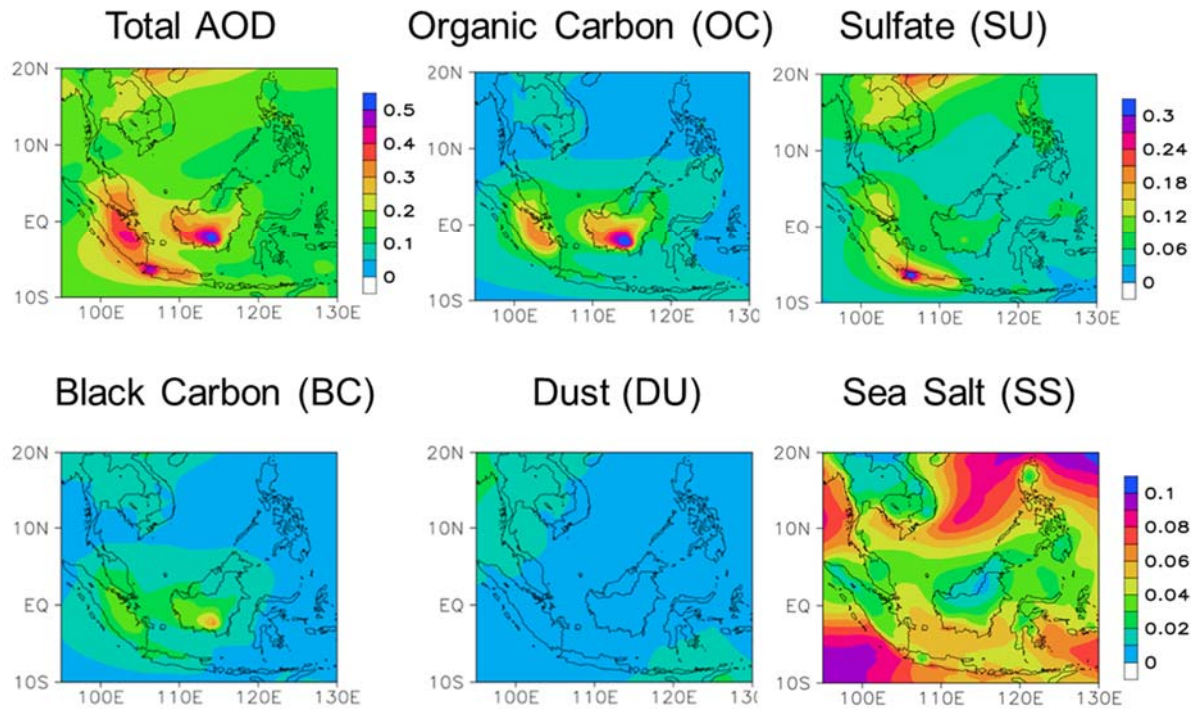 Total AOD
Organic Carbon (OC)
Sulfate (SU)
20N
10N
EQ
10S
100E 110E 120E 130E
0.5
0.4
0.3
0.2
0.1
0
20N
10N
EQ
10S
100E 110E 120E 130
20N
10N
EQ
10S
100E 110E 120E 130E
0.3
0.24
0.18
0.12
0.06
0
Black Carbon (BC)
Dust (DU)
Sea Salt (SS)
20N
10N
EQ
10S
100E 110E 120E 130E
20N
10N
EQ
10S
100E 110E 120E 130E
20N
10N
EQ
10S
100E 110E 120E 130E
0.1
0.08
0.06
0.04
0.02
0